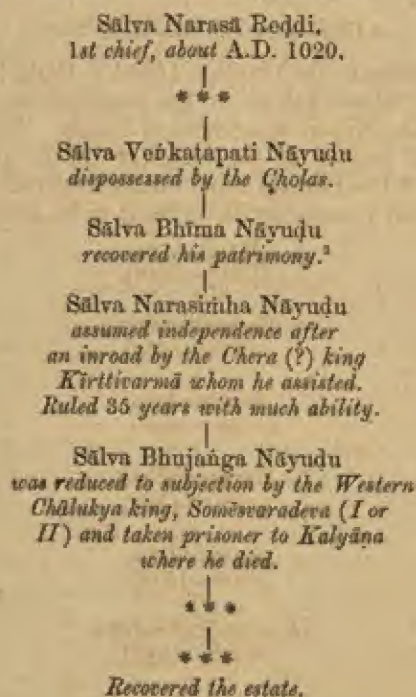 Sālva Narasā Reḍḍi,
1st chief, about A.D. 1020.
* * *
Sālva Veṅkaṭapati Nāyuḍu
dispossessed by the Choḷas.
Sālva Bhīma Nāyuḍu
recovered his patrimony.²
Sālva Narasiṁha Nāyuḍu
assumed independence after
an inroad by the Chera (?) king
Kīrttivarmā whom he assisted.
Ruled 35 years with much ability.
Sālva Bhujaṅga Nāyuḍu
was reduced to subjection by the Western
Chālukya king, Somēsvaradeva (I or
II) and taken prisoner to Kalyāṇa
where he died.
* * *
* * *
Recovered the estate.